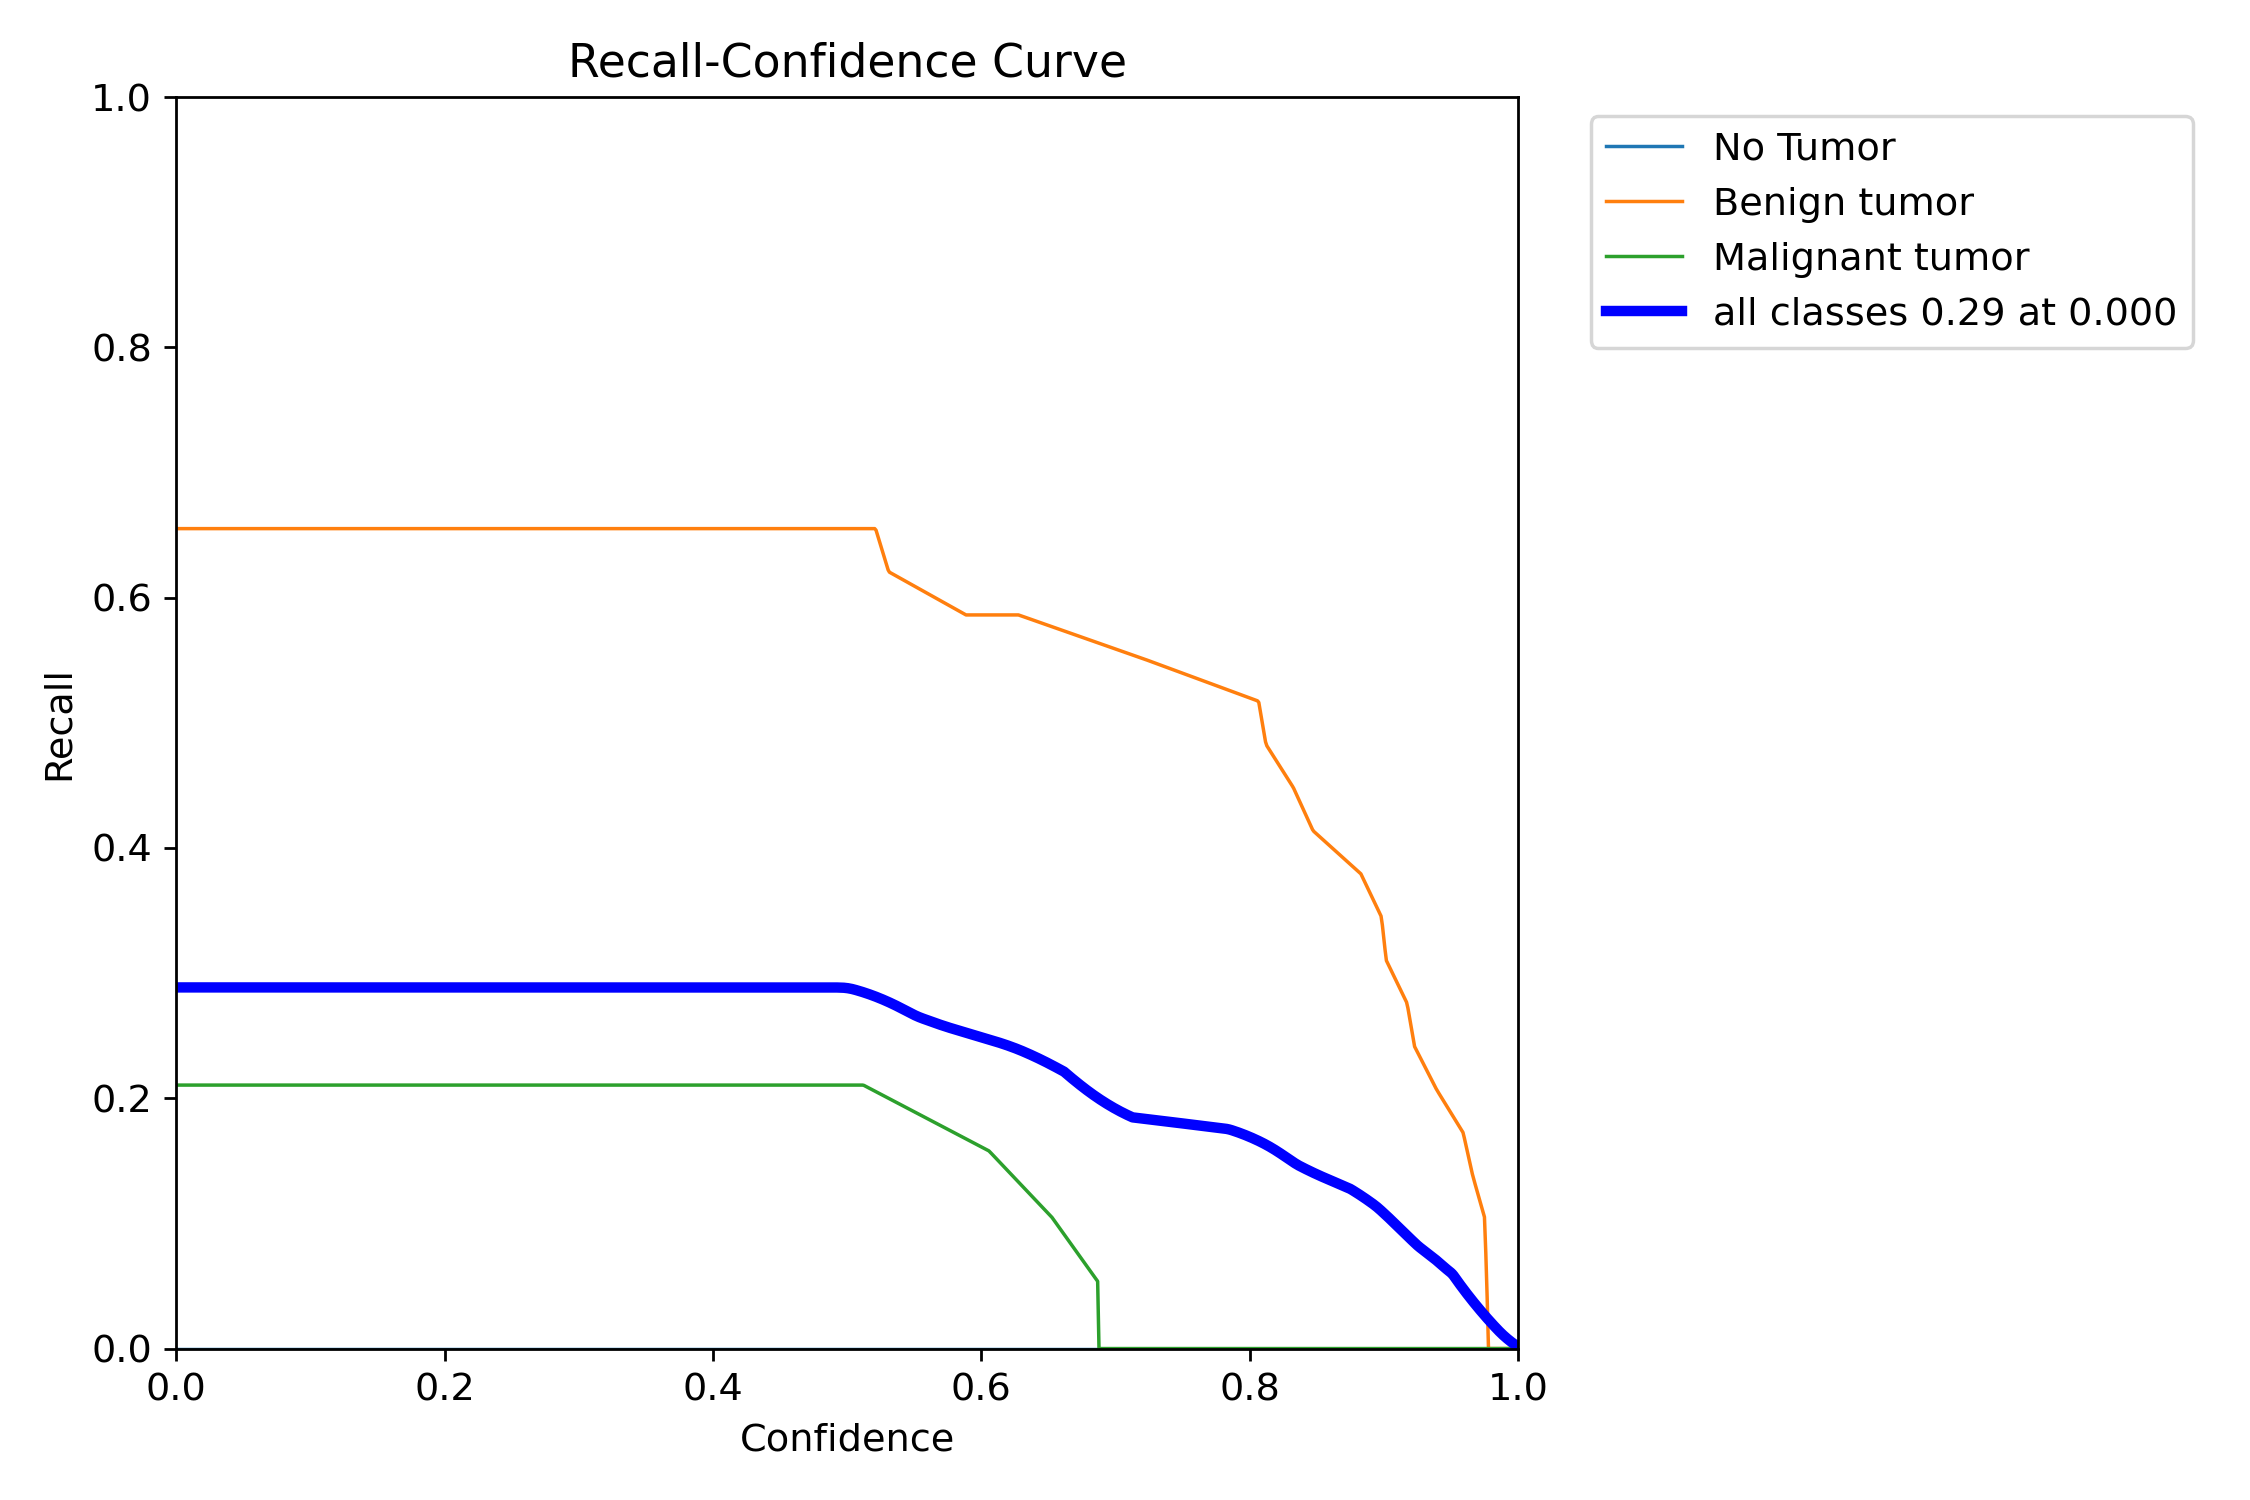 Recall-Confidence Curve
1.0
0.8
0.6
0.4
0.2
0.0
Recall
0.0 0.2 0.4 0.6 0.8 1.0
Confidence
No Tumor
Benign tumor
Malignant tumor
all classes 0.29 at 0.000